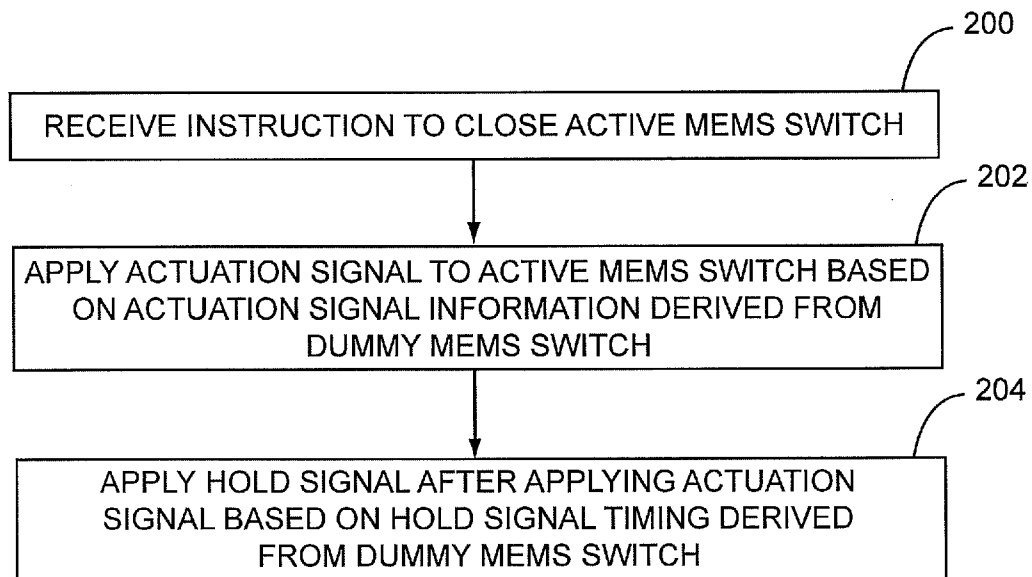 200
RECEIVE INSTRUCTION TO CLOSE ACTIVE MEMS SWITCH
202
APPLY ACTUATION SIGNAL TO ACTIVE MEMS SWITCH BASED
ON ACTUATION SIGNAL INFORMATION DERIVED FROM
DUMMY MEMS SWITCH
204
APPLY HOLD SIGNAL AFTER APPLYING ACTUATION
SIGNAL BASED ON HOLD SIGNAL TIMING DERIVED
FROM DUMMY MEMS SWITCH